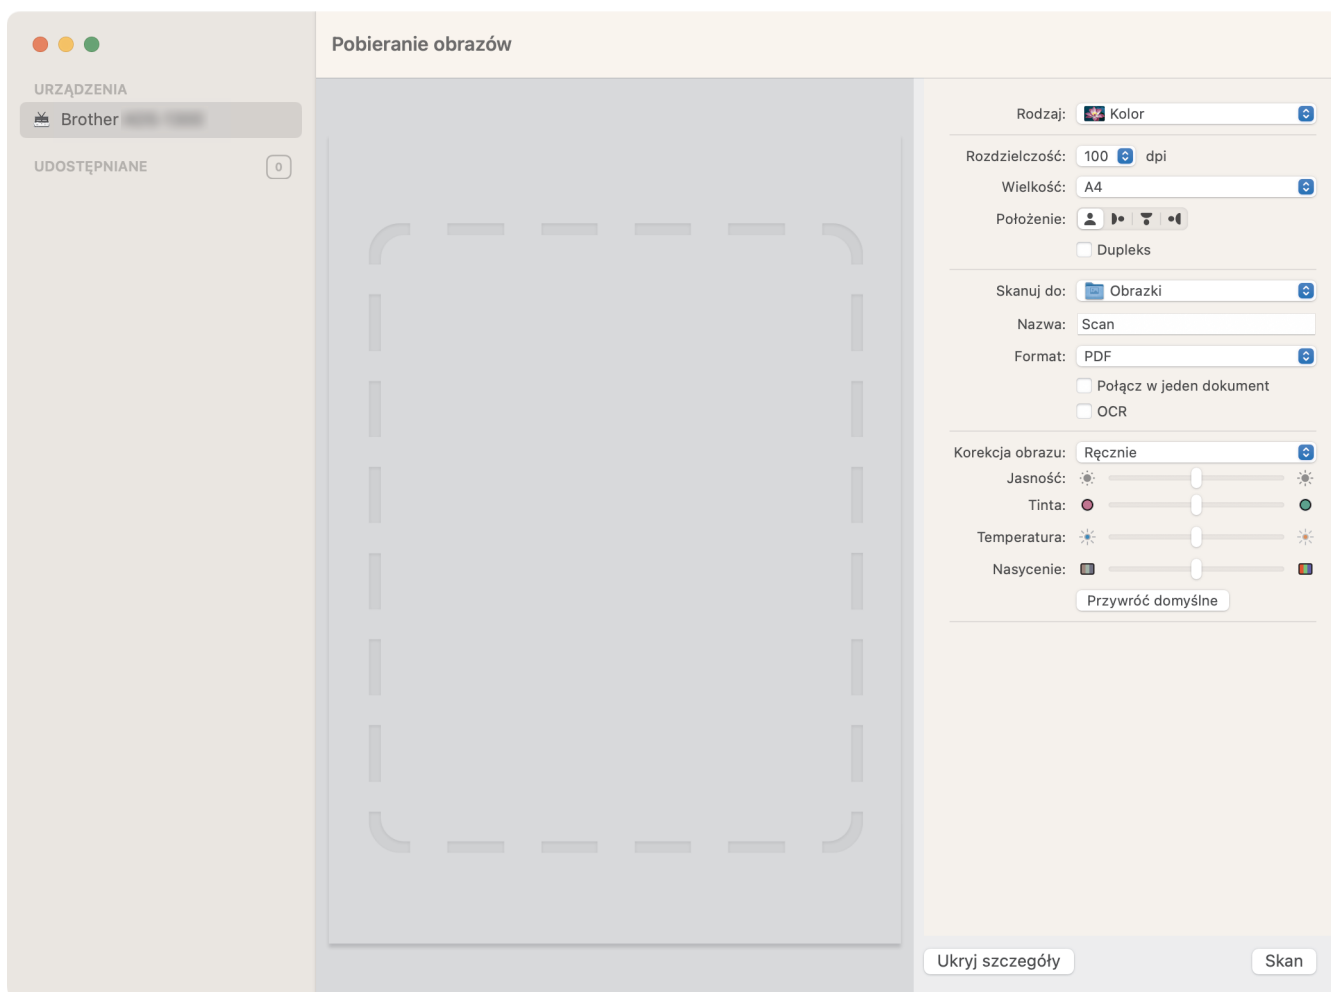 Pobieranie obrazów
URZĄDZENIA
Brother
UDOSTĘPNIANE
0
Rodzaj: Kolor
Rozdzielczość: 100 dpi
Wielkość: A4
Położenie:
Dupleks
Skanuj do: Obrazki
Nazwa: Scan
Format: PDF
Połącz w jeden dokument
OCR
Korekcja obrazu: Ręcznie
Jasność:
Tinta:
Temperatura:
Nasycenie:
Przywróć domyślne
Ukryj szczegóły
Skan